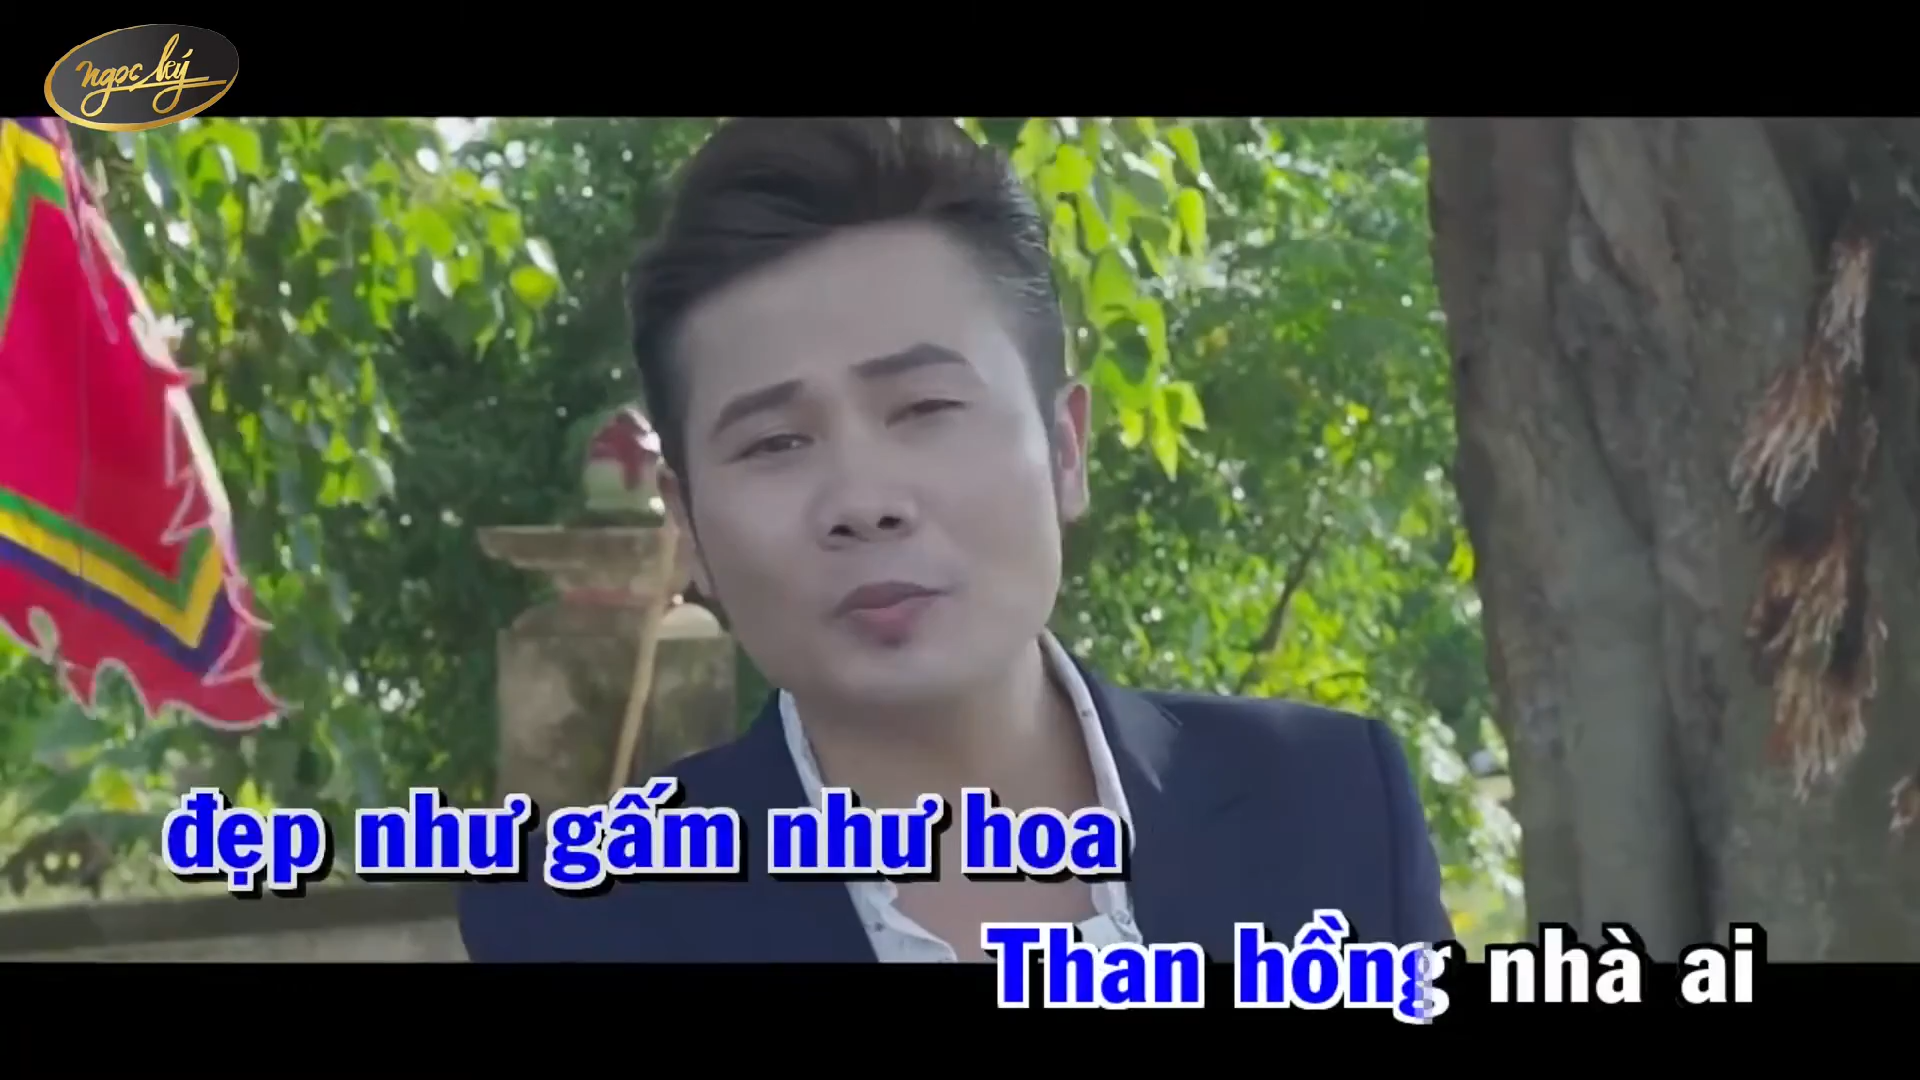 ngọc ký
đẹp như gấm như hoa
Than hồng nhà ai